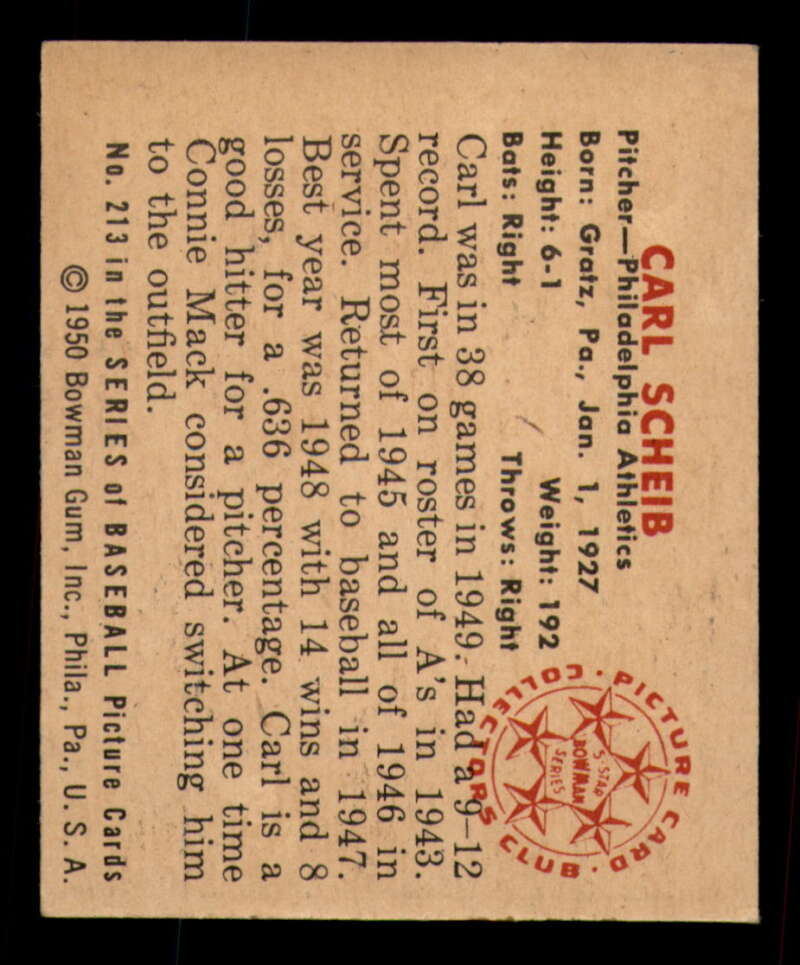 CARL SCHEIB
Pitcher—Philadelphia Athletics
Born: Gratz, Pa., Jan. 1, 1927
Height: 6-1 Weight: 192
Bats: Right Throws: Right
Carl was in 38 games in 1949. Had a 9–12
record. First on roster of A's in 1943.
Spent most of 1945 and all of 1946 in
service. Returned to baseball in 1947.
Best year was 1948 with 14 wins and 8
losses, for a .636 percentage. Carl is a
good hitter for a pitcher. At one time
Connie Mack considered switching him
to the outfield.
No. 213 in the SERIES of BASEBALL Picture Cards
© 1950 Bowman Gum, Inc., Phila., Pa., U. S. A.
· PICTURE CARD · COLLECTORS CLUB
5-STAR
BOWMAN
SERIES